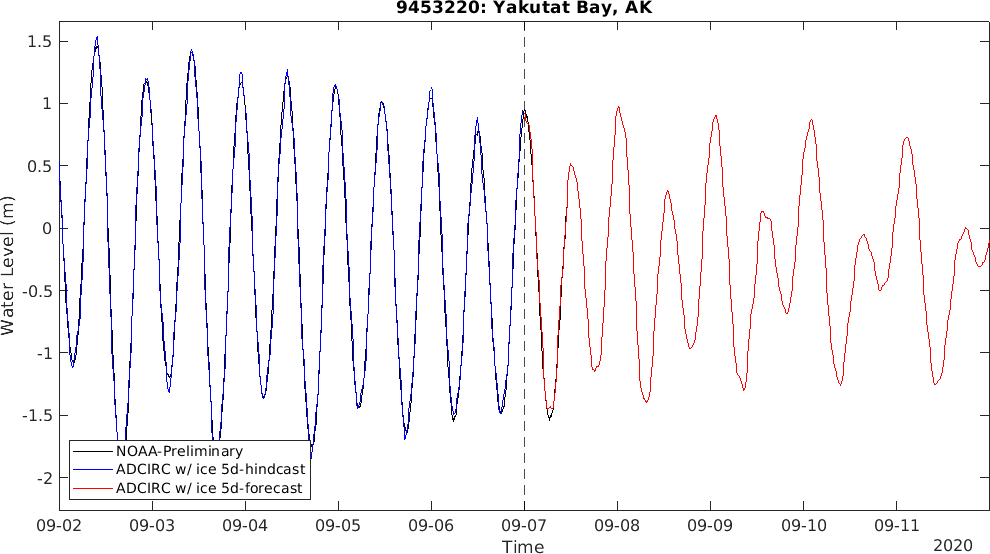 9453220: Yakutat Bay, AK
Water Level (m)
1.5
1
0.5
0
-0.5
-1
-1.5
-2
NOAA-Preliminary
ADCIRC w/ ice 5d-hindcast
ADCIRC w/ ice 5d-forecast
09-02 09-03 09-04 09-05 09-06 09-07 09-08 09-09 09-10 09-11
Time
2020